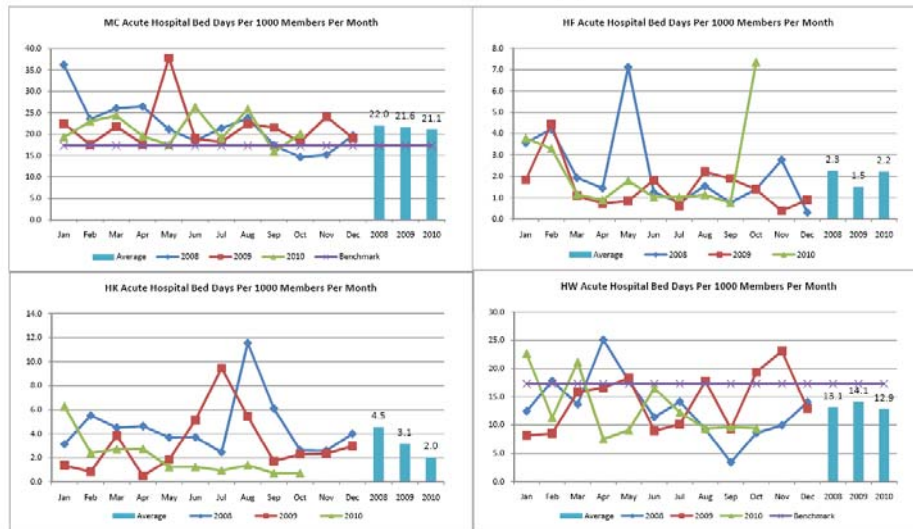 MC Acute Hospital Bed Days Per 1000 Members Per Month
40.0
35.0
30.0
25.0
20.0
15.0
10.0
5.0
0.0
22.0 21.6 21.1
Jan Feb Mar Apr May Jun Jul Aug Sep Oct Nov Dec 2008 2009 2010
Average 2008 2009 2010 Benchmark
HF Acute Hospital Bed Days Per 1000 Members Per Month
8.0
7.0
6.0
5.0
4.0
3.0
2.0
1.0
0.0
2.3 1.5 2.2
Jan Feb Mar Apr May Jun Jul Aug Sep Oct Nov Dec 2008 2009 2010
Average 2008 2009 2010
HK Acute Hospital Bed Days Per 1000 Members Per Month
14.0
12.0
10.0
8.0
6.0
4.0
2.0
0.0
4.5 3.1 2.0
Jan Feb Mar Apr May Jun Jul Aug Sep Oct Nov Dec 2008 2009 2010
Average 2008 2009 2010
HW Acute Hospital Bed Days Per 1000 Members Per Month
30.0
25.0
20.0
15.0
10.0
5.0
0.0
13.1 14.1 12.9
Jan Feb Mar Apr May Jun Jul Aug Sep Oct Nov Dec 2008 2009 2010
Average 2008 2009 2010 Benchmark